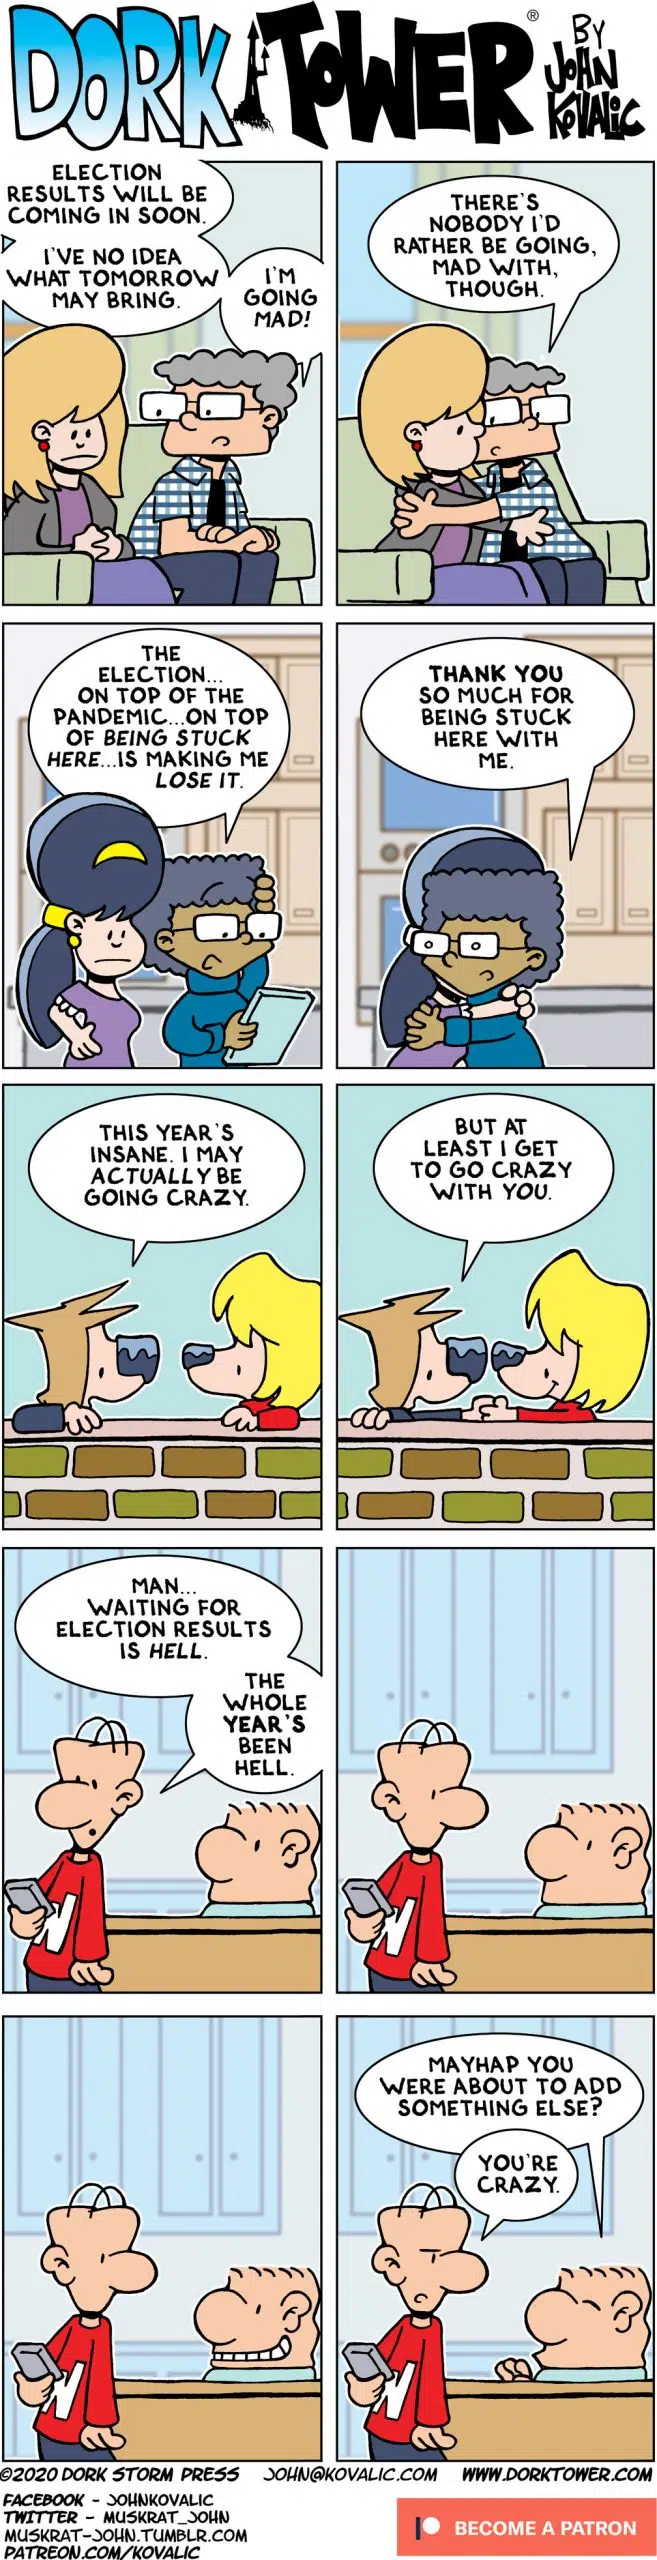 DORK TOWER®
BY
JOHN
KOVALIC
ELECTION
RESULTS WILL BE
COMING IN SOON.
I'VE NO IDEA
WHAT TOMORROW
MAY BRING.
I'M
GOING
MAD!
THERE'S
NOBODY I'D
RATHER BE GOING,
MAD WITH,
THOUGH.
THE
ELECTION...
ON TOP OF THE
PANDEMIC...ON TOP
OF BEING STUCK
HERE...IS MAKING ME
LOSE IT.
THANK YOU
SO MUCH FOR
BEING STUCK
HERE WITH
ME.
THIS YEAR'S
INSANE. I MAY
ACTUALLY BE
GOING CRAZY.
BUT AT
LEAST I GET
TO GO CRAZY
WITH YOU.
MAN...
WAITING FOR
ELECTION RESULTS
IS HELL.
THE
WHOLE
YEAR'S
BEEN
HELL.
MAYHAP YOU
WERE ABOUT TO ADD
SOMETHING ELSE?
YOU'RE
CRAZY.
©2020 DORK STORM PRESS JOHN@KOVALIC.COM WWW.DORKTOWER.COM
FACEBOOK - JOHNKOVALIC
TWITTER - MUSKRAT_JOHN
MUSKRAT-JOHN.TUMBLR.COM
PATREON.COM/KOVALIC
BECOME A PATRON